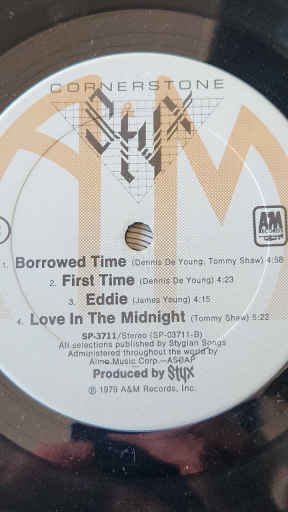 CORNERSTONE
Styx
A&M
1. Borrowed Time (Dennis De Young, Tommy Shaw) 4:58
2. First Time (Dennis De Young) 4:23
3. Eddie (James Young) 4:15
4. Love In The Midnight (Tommy Shaw) 5:22
SP-3711/Stereo (SP-03711-B)
All selections published by Stygian Songs
Administered throughout the world by
Almo Music Corp.—ASCAP
Produced by Styx
℗ 1979 A&M Records, Inc.